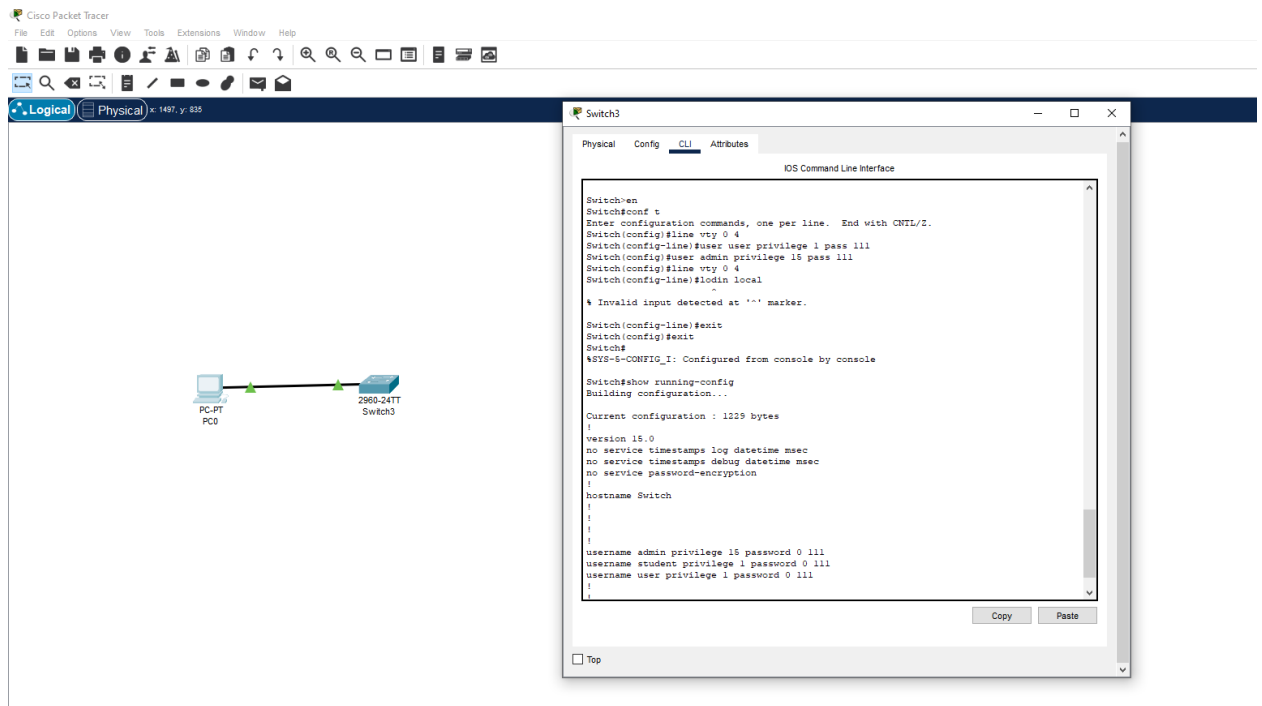 Cisco Packet Tracer
File Edit Options View Tools Extensions Window Help
Logical Physical x: 1497, y: 835
Switch3
Physical Config CLI Attributes
IOS Command Line Interface
Switch>en
Switch#conf t
Enter configuration commands, one per line. End with CNTL/Z.
Switch(config)#line vty 0 4
Switch(config-line)#user user privilege 1 pass 111
Switch(config)#user admin privilege 15 pass 111
Switch(config)#line vty 0 4
Switch(config-line)#lodin local
^
% Invalid input detected at '^' marker.
Switch(config-line)#exit
Switch(config)#exit
Switch#
%SYS-5-CONFIG_I: Configured from console by console
Switch#show running-config
Building configuration...
Current configuration : 1229 bytes
!
version 15.0
no service timestamps log datetime msec
no service timestamps debug datetime msec
no service password-encryption
!
hostname Switch
!
!
!
!
username admin privilege 15 password 0 111
username student privilege 1 password 0 111
username user privilege 1 password 0 111
!
!
Copy Paste
Top
PC-PT
PC0
2960-24TT
Switch3